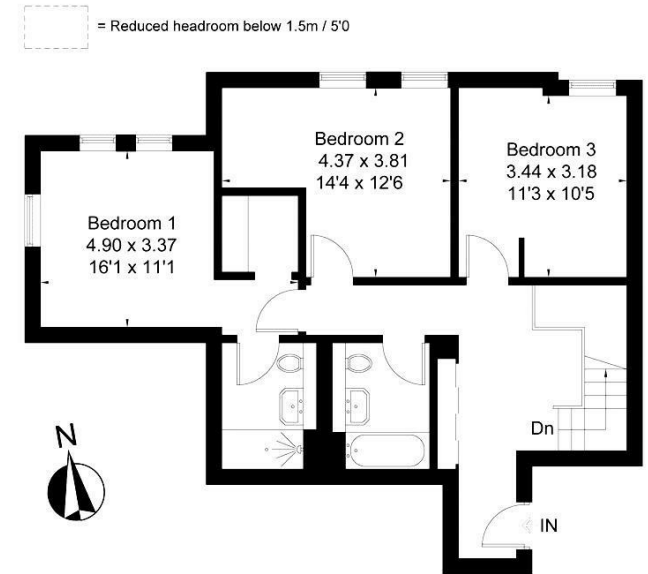 = Reduced headroom below 1.5m / 5'0
Bedroom 1
4.90 x 3.37
16'1 x 11'1
Bedroom 2
4.37 x 3.81
14'4 x 12'6
Bedroom 3
3.44 x 3.18
11'3 x 10'5
N
Dn
IN